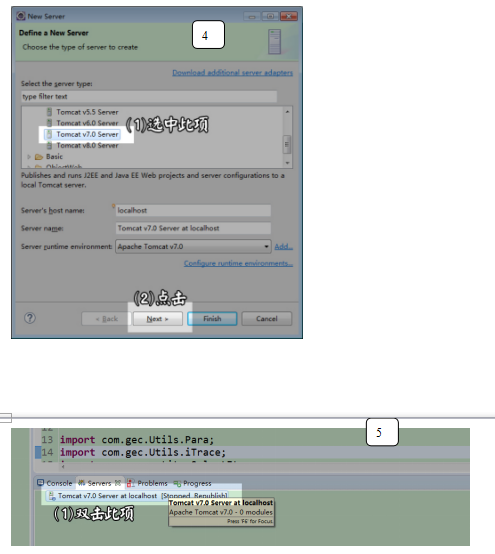 New Server
4
Define a New Server
Choose the type of server to create
Download additional server adapters
Select the server type:
type filter text
Tomcat v5.5 Server
Tomcat v6.0 Server
(1)选中此项
Tomcat v7.0 Server
Tomcat v8.0 Server
Basic
ObjectWeb
Publishes and runs J2EE and Java EE Web projects and server configurations to a
local Tomcat server.
Server's host name: localhost
Server name: Tomcat v7.0 Server at localhost
Server runtime environment: Apache Tomcat v7.0 Add...
Configure runtime environments...
(2)点击
? < Back Next > Finish Cancel
5
12
13 import com.gec.Utils.Para;
14 import com.gec.Utils.iTrace;
Console Servers Problems Progress
Tomcat v7.0 Server at localhost [Stopped, Republish]
Tomcat v7.0 Server at localhost
(1)双击此项
Apache Tomcat v7.0 - 0 modules
Press 'F2' for Focus